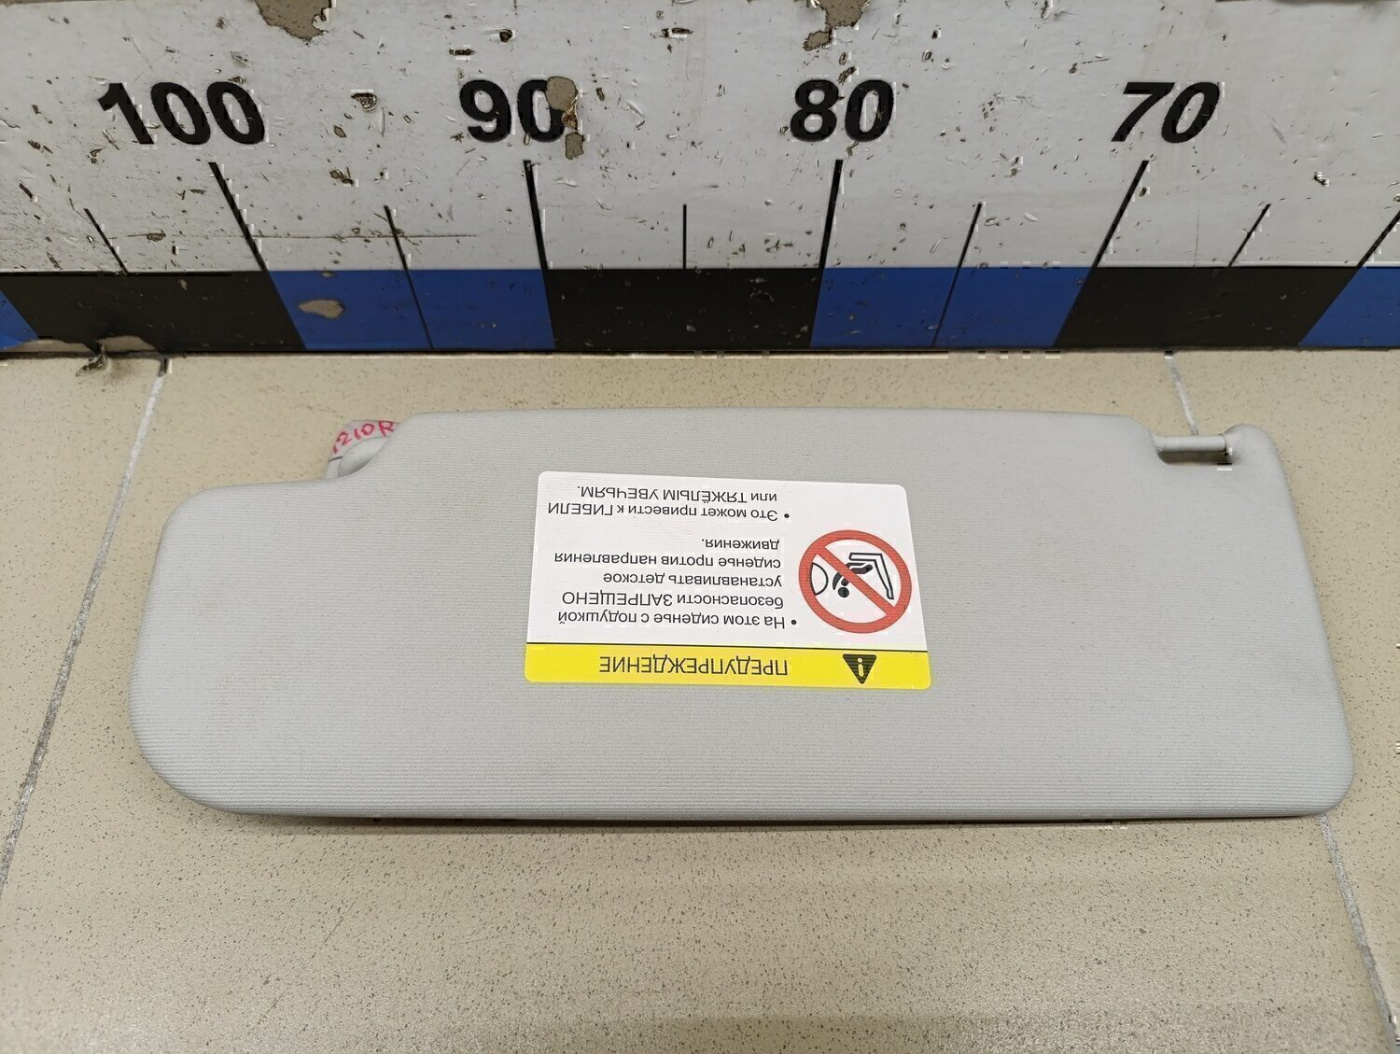 100 90 80 70
1210R
ПРЕДУПРЕЖДЕНИЕ
• На этом сиденье с подушкой
безопасности ЗАПРЕЩЕНО
устанавливать детское
сиденье против направления
движения.
• Это может привести к ГИБЕЛИ
или ТЯЖЁЛЫМ УВЕЧЬЯМ.